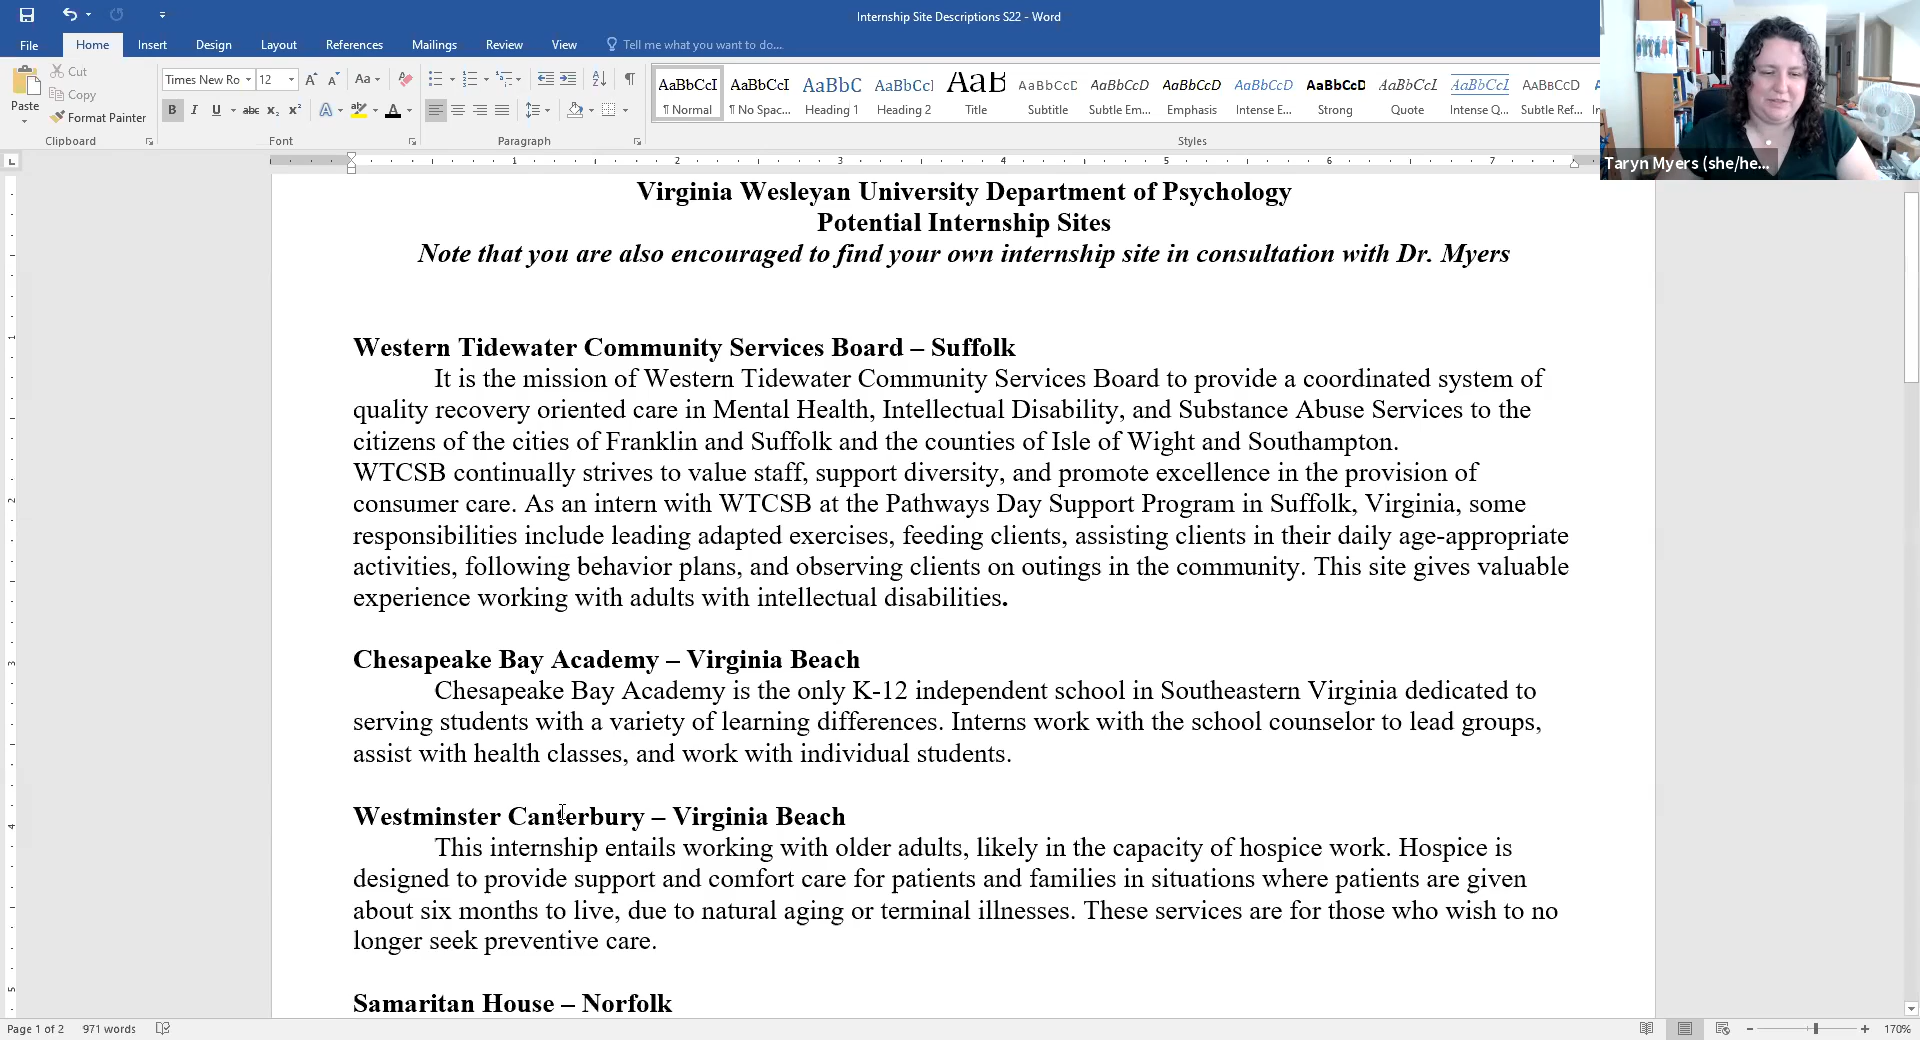 Internship Site Descriptions S22 - Word
File Home Insert Design Layout References Mailings Review View Tell me what you want to do...
Cut
Copy
Format Painter
Paste
Clipboard
Times New Ro 12
Font
Paragraph
AaBbCcI AaBbCcI AaBbC AaBbCcI AaB AaBbCcD AaBbCcD AaBbCcD AaBbCcD AaBbCcD AaBbCcL AaBbCcI AABBCCD
¶ Normal ¶ No Spac... Heading 1 Heading 2 Title Subtitle Subtle Em... Emphasis Intense E... Strong Quote Intense Q... Subtle Ref...
Styles
Taryn Myers (she/he...
1 2 3 4 5 6 7
Virginia Wesleyan University Department of Psychology
Potential Internship Sites
Note that you are also encouraged to find your own internship site in consultation with Dr. Myers
Western Tidewater Community Services Board – Suffolk
It is the mission of Western Tidewater Community Services Board to provide a coordinated system of
quality recovery oriented care in Mental Health, Intellectual Disability, and Substance Abuse Services to the
citizens of the cities of Franklin and Suffolk and the counties of Isle of Wight and Southampton.
WTCSB continually strives to value staff, support diversity, and promote excellence in the provision of
consumer care. As an intern with WTCSB at the Pathways Day Support Program in Suffolk, Virginia, some
responsibilities include leading adapted exercises, feeding clients, assisting clients in their daily age-appropriate
activities, following behavior plans, and observing clients on outings in the community. This site gives valuable
experience working with adults with intellectual disabilities.
Chesapeake Bay Academy – Virginia Beach
Chesapeake Bay Academy is the only K-12 independent school in Southeastern Virginia dedicated to
serving students with a variety of learning differences. Interns work with the school counselor to lead groups,
assist with health classes, and work with individual students.
Westminster Canterbury – Virginia Beach
This internship entails working with older adults, likely in the capacity of hospice work. Hospice is
designed to provide support and comfort care for patients and families in situations where patients are given
about six months to live, due to natural aging or terminal illnesses. These services are for those who wish to no
longer seek preventive care.
Samaritan House – Norfolk
Page 1 of 2 971 words 170%